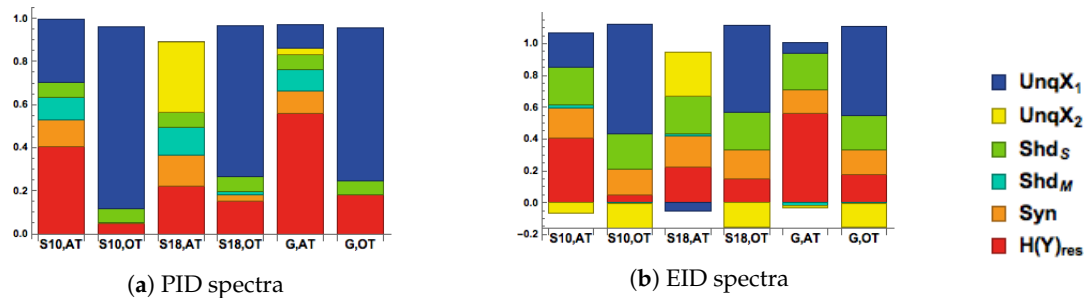 1.0
0.8
0.6
0.4
0.2
0.0
S10,AT S10,OT S18,AT S18,OT G,AT G,OT
(a) PID spectra
1.0
0.8
0.6
0.4
0.2
0.0
−0.2
S10,AT S10,OT S18,AT S18,OT G,AT G,OT
(b) EID spectra
UnqX1
UnqX2
ShdS
ShdM
Syn
H(Y)res